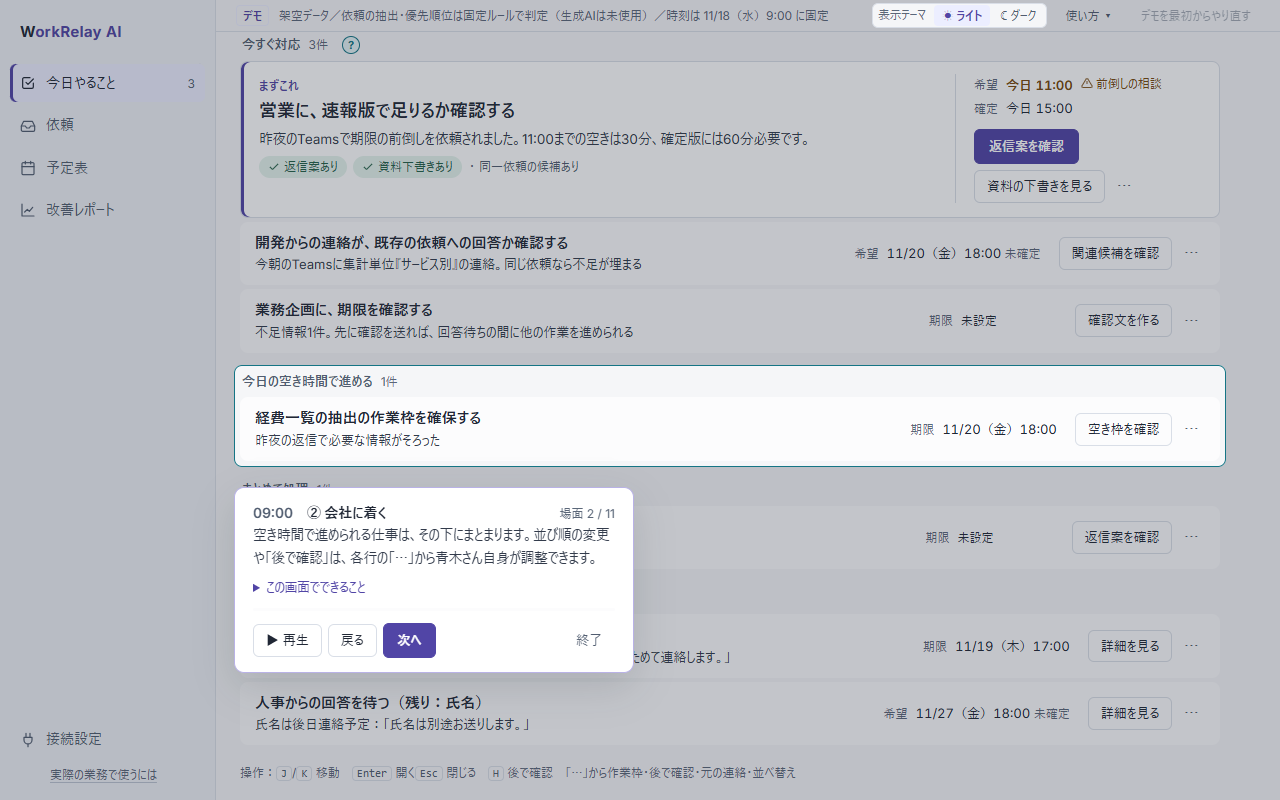 WorkRelay AI
デモ 架空データ／依頼の抽出・優先順位は固定ルールで判定（生成AIは未使用）／時刻は 11/18（水）9:00 に固定
表示テーマ ライト ダーク 使い方 ▾ デモを最初からやり直す
今日やること 3
依頼
予定表
改善レポート
接続設定
実際の業務で使うには
今すぐ対応 3件 ?
まずこれ
営業に、速報版で足りるか確認する
昨夜のTeamsで期限の前倒しを依頼されました。11:00までの空きは30分、確定版には60分必要です。
✓ 返信案あり ✓ 資料下書きあり ・同一依頼の候補あり
希望 今日 11:00 ⚠ 前倒しの相談
確定 今日 15:00
返信案を確認
資料の下書きを見る …
開発からの連絡が、既存の依頼への回答か確認する
今朝のTeamsに集計単位『サービス別』の連絡。同じ依頼なら不足が埋まる
希望 11/20（金）18:00 未確定 関連候補を確認 …
業務企画に、期限を確認する
不足情報1件。先に確認を送れば、回答待ちの間に他の作業を進められる
期限 未設定 確認文を作る …
今日の空き時間で進める 1件
経費一覧の抽出の作業枠を確保する
昨夜の返信で必要な情報がそろった
期限 11/20（金）18:00 空き枠を確認 …
期限 未設定 返信案を確認 …
09:00 ② 会社に着く 場面 2 / 11
空き時間で進められる仕事は、その下にまとまります。並び順の変更
や「後で確認」は、各行の「…」から青木さん自身が調整できます。
▶ この画面でできること
▶ 再生 戻る 次へ 終了
期限 11/19（木）17:00 詳細を見る …
ためて連絡します。」
人事からの回答を待つ（残り：氏名）
氏名は後日連絡予定：「氏名は別途お送りします。」
希望 11/27（金）18:00 未確定 詳細を見る …
操作： J / K 移動 Enter 開く Esc 閉じる H 後で確認 「…」から作業枠・後で確認・元の連絡・並べ替え